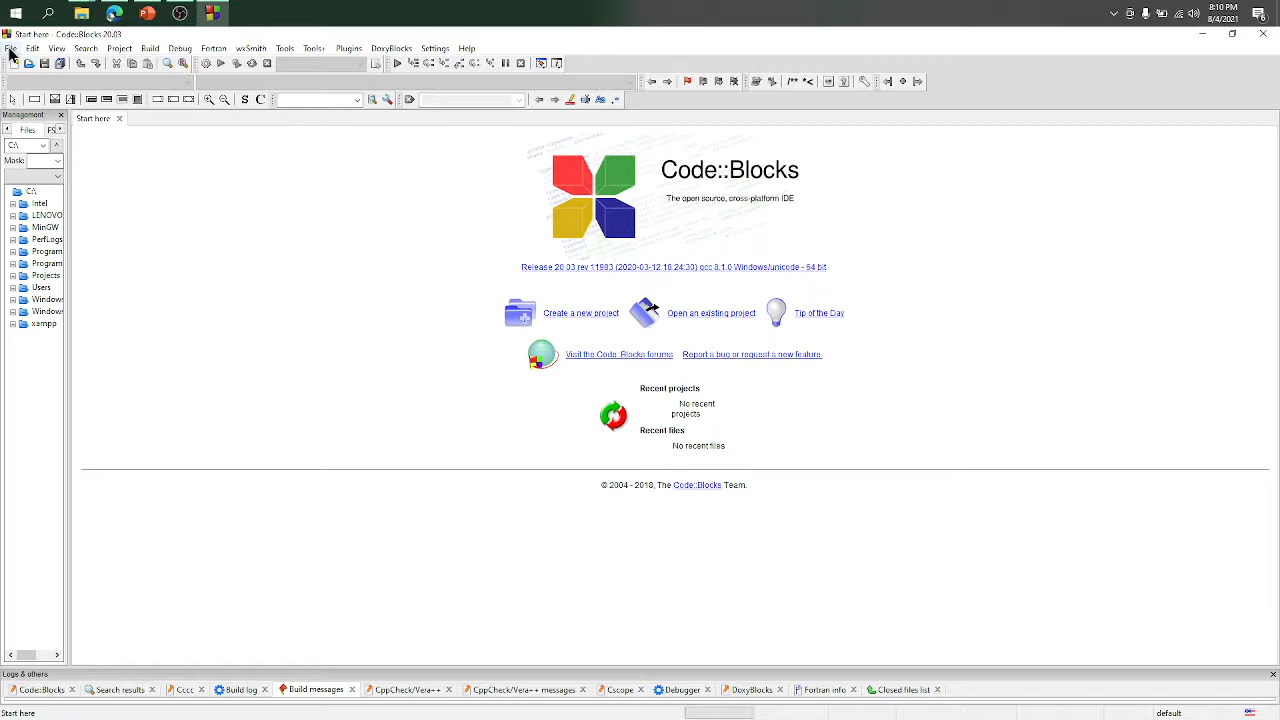 8:10 PM
8/4/2021
6
Start here - Code::Blocks 20.03
File Edit View Search Project Build Debug Fortran wxSmith Tools Tools+ Plugins DoxyBlocks Settings Help
/** *<
S C
Management
Files FS
Start here
C:\
Mask:
C:\
Intel
LENOVO
MinGW
PerfLogs
Program
Program
Projects
Users
Windows
Windows
xampp
Code::Blocks
The open source, cross-platform IDE
Release 20.03 rev 11983 (2020-03-12 18:24:30) gcc 8.1.0 Windows/unicode - 64 bit
Create a new project Open an existing project Tip of the Day
Visit the Code::Blocks forums Report a bug or request a new feature.
Recent projects
No recent
projects
Recent files
No recent files
© 2004 - 2018, The Code::Blocks Team.
Logs & others
Code::Blocks Search results Cccc Build log Build messages CppCheck/Vera++ CppCheck/Vera++ messages Cscope Debugger DoxyBlocks Fortran info Closed files list
Start here default